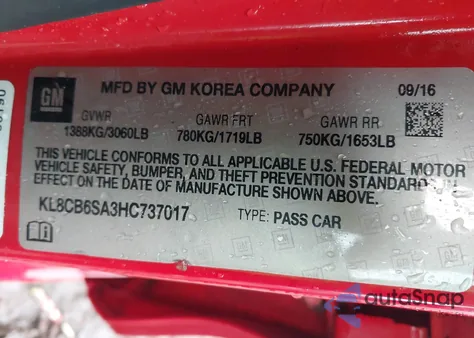 GM
MFD BY GM KOREA COMPANY 09/16
GVWR GAWR FRT GAWR RR
1388KG/3060LB 780KG/1719LB 750KG/1653LB
THIS VEHICLE CONFORMS TO ALL APPLICABLE U.S. FEDERAL MOTOR
VEHICLE SAFETY, BUMPER, AND THEFT PREVENTION STANDARDS IN
EFFECT ON THE DATE OF MANUFACTURE SHOWN ABOVE.
KL8CB6SA3HC737017 TYPE: PASS CAR
autoSnap